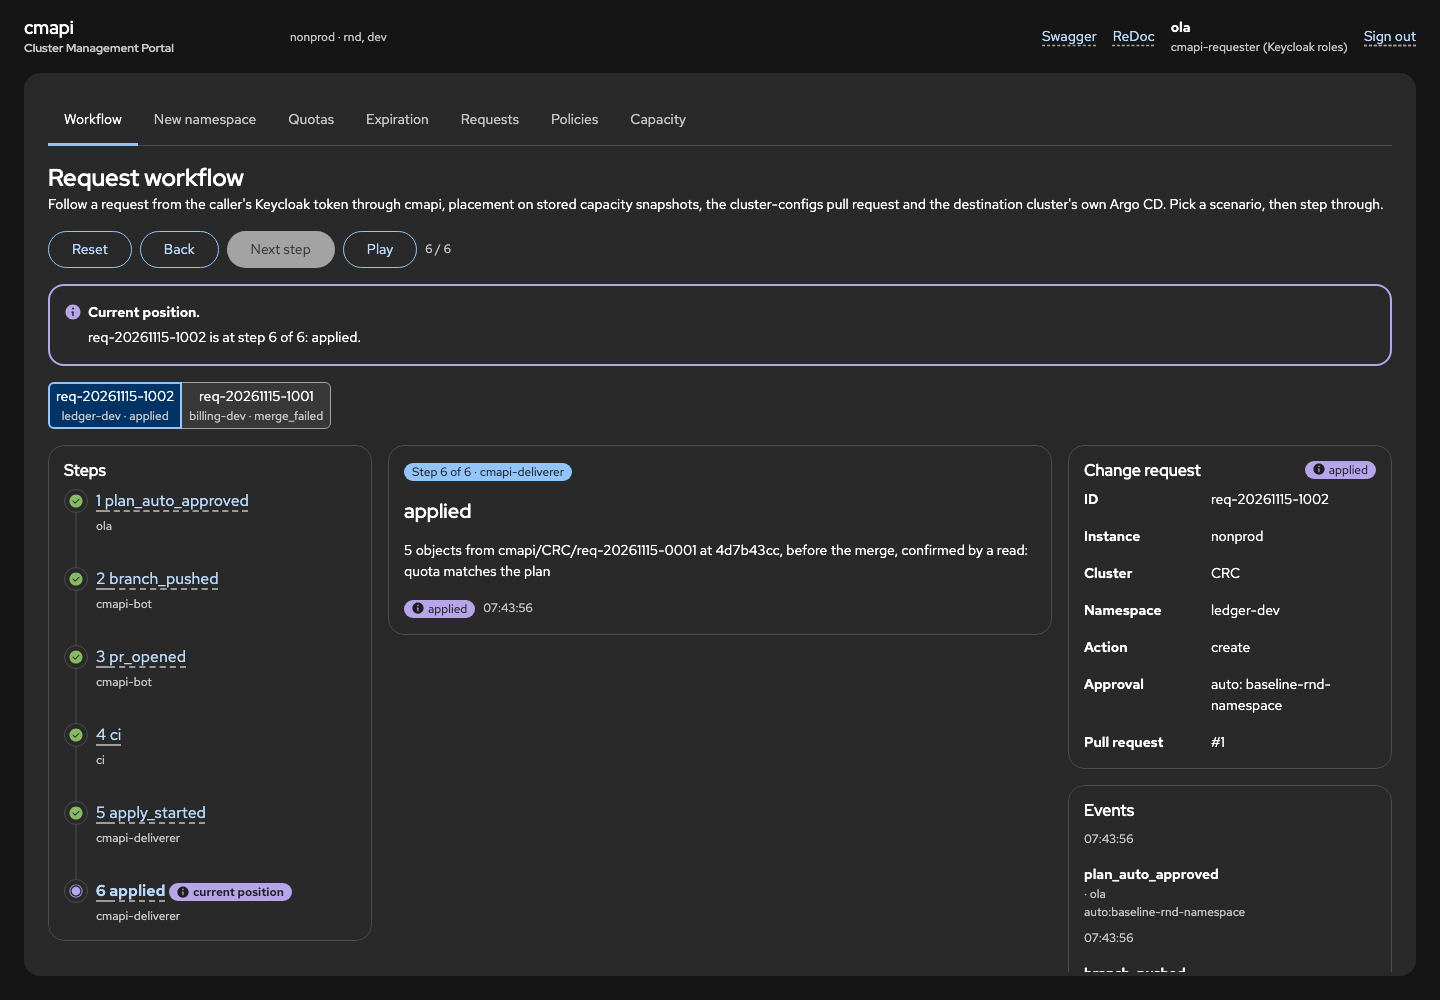 cmapi
Cluster Management Portal
nonprod · rnd, dev
Swagger
ReDoc
ola
cmapi-requester (Keycloak roles)
Sign out
Workflow
New namespace
Quotas
Expiration
Requests
Policies
Capacity
Request workflow
Follow a request from the caller's Keycloak token through cmapi, placement on stored capacity snapshots, the cluster-configs pull request and the destination cluster's own Argo CD. Pick a scenario, then step through.
Reset
Back
Next step
Play
6 / 6
Current position.
req-20261115-1002 is at step 6 of 6: applied.
req-20261115-1002
ledger-dev · applied
req-20261115-1001
billing-dev · merge_failed
Steps
1 plan_auto_approved
ola
2 branch_pushed
cmapi-bot
3 pr_opened
cmapi-bot
4 ci
ci
5 apply_started
cmapi-deliverer
6 applied current position
cmapi-deliverer
Step 6 of 6 · cmapi-deliverer
applied
5 objects from cmapi/CRC/req-20261115-0001 at 4d7b43cc, before the merge, confirmed by a read:
quota matches the plan
applied 07:43:56
Change request
applied
ID req-20261115-1002
Instance nonprod
Cluster CRC
Namespace ledger-dev
Action create
Approval auto: baseline-rnd-
namespace
Pull request #1
Events
07:43:56
plan_auto_approved
· ola
auto:baseline-rnd-namespace
07:43:56
branch_pushed